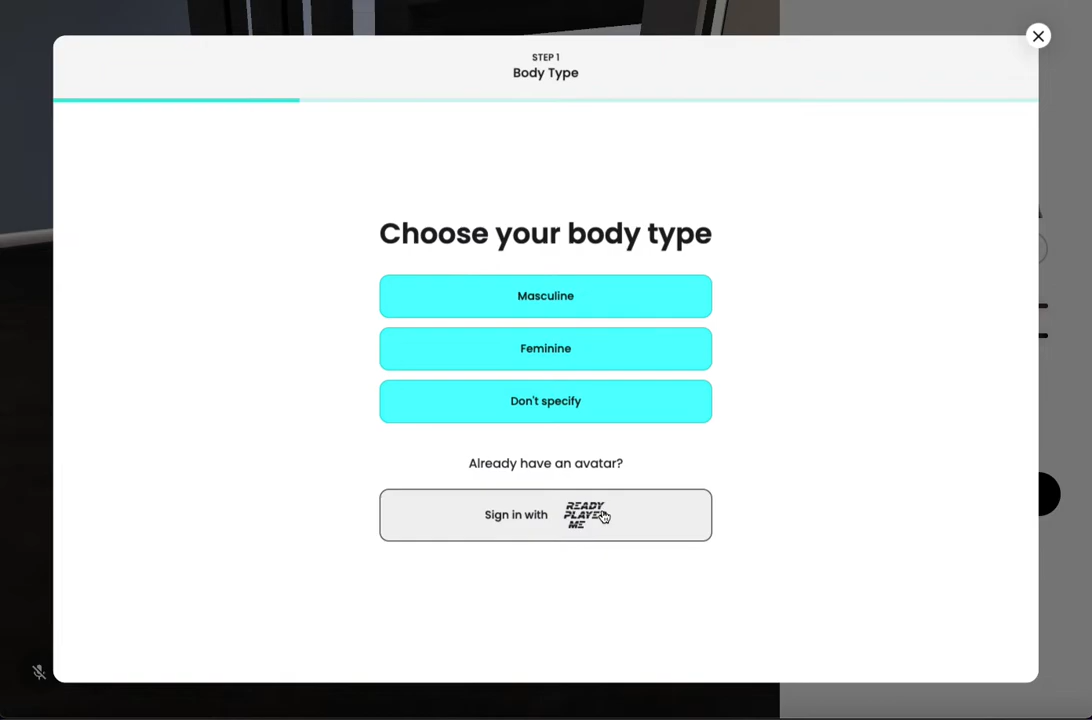 STEP 1
Body Type
Choose your body type
Masculine
Feminine
Don't specify
Already have an avatar?
Sign in with
READY
PLAYER
ME